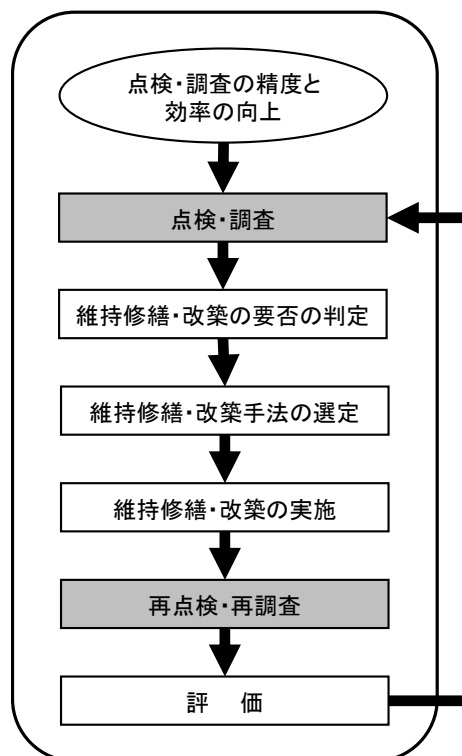 点検・調査の精度と
効率の向上
点検・調査
維持修繕・改築の要否の判定
維持修繕・改築手法の選定
維持修繕・改築の実施
再点検・再調査
評　価